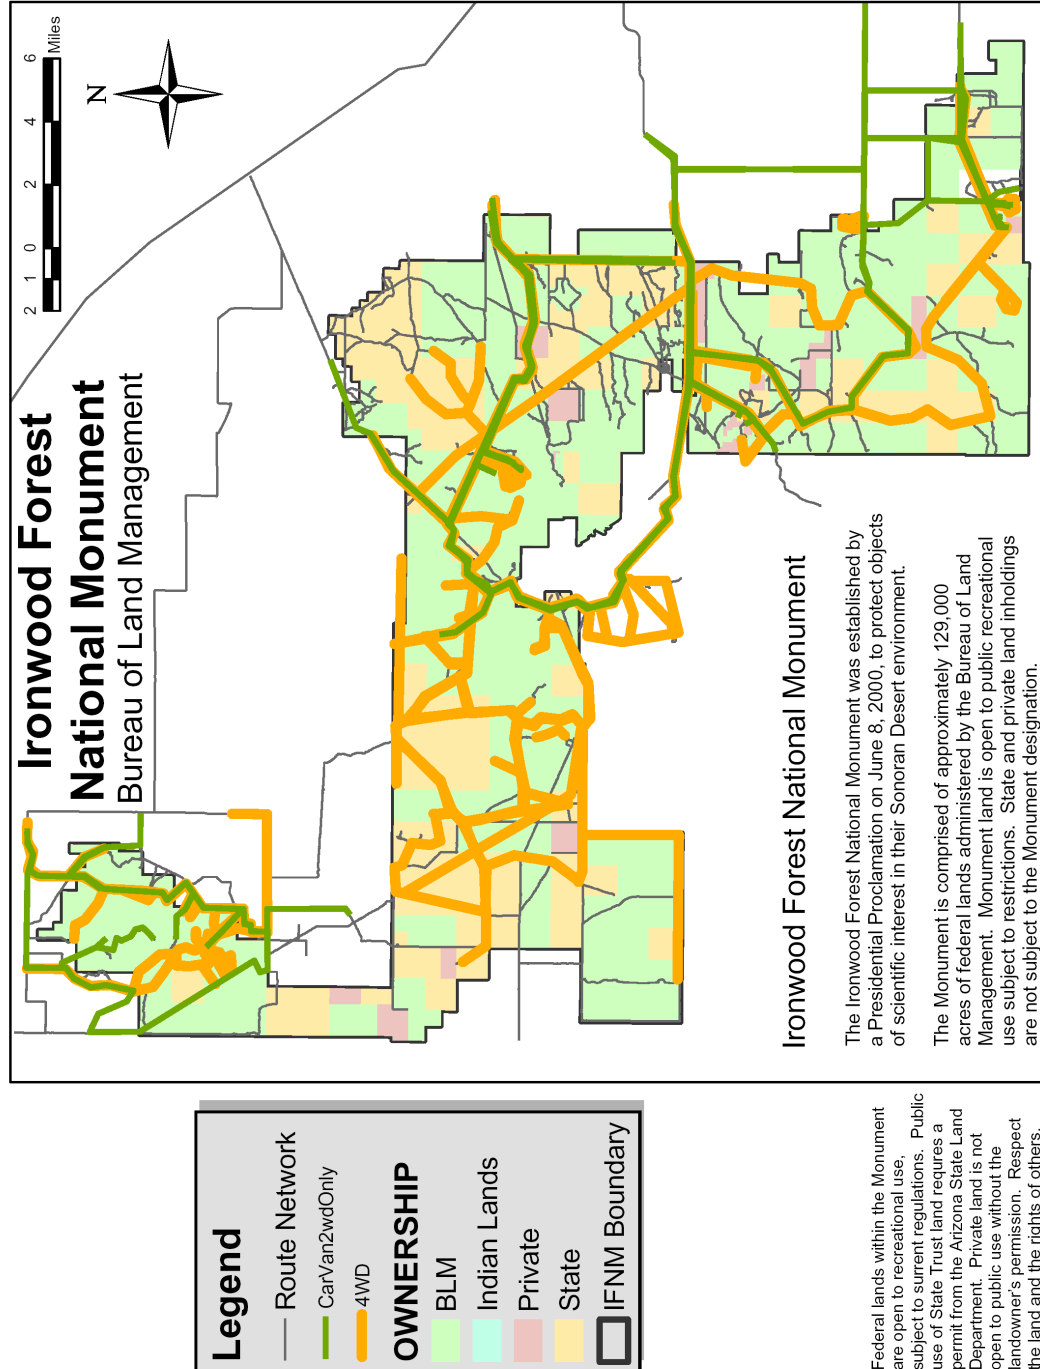 Ironwood Forest
National Monument
Bureau of Land Management
2 1 0 2 4 6
Miles
N
Ironwood Forest National Monument
The Ironwood Forest National Monument was established by
a Presidential Proclamation on June 8, 2000, to protect objects
of scientific interest in their Sonoran Desert environment.
The Monument is comprised of approximately 129,000
acres of federal lands administered by the Bureau of Land
Management. Monument land is open to public recreational
use subject to restrictions. State and private land inholdings
are not subject to the Monument designation.
Legend
Route Network
CarVan2wdOnly
4WD
OWNERSHIP
BLM
Indian Lands
Private
State
IFNM Boundary
Federal lands within the Monument
are open to recreational use,
subject to surrent regulations. Public
use of State Trust land requres a
permit from the Arizona State Land
Department. Private land is not
open to public use without the
landowner's permission. Respect
the land and the rights of others.